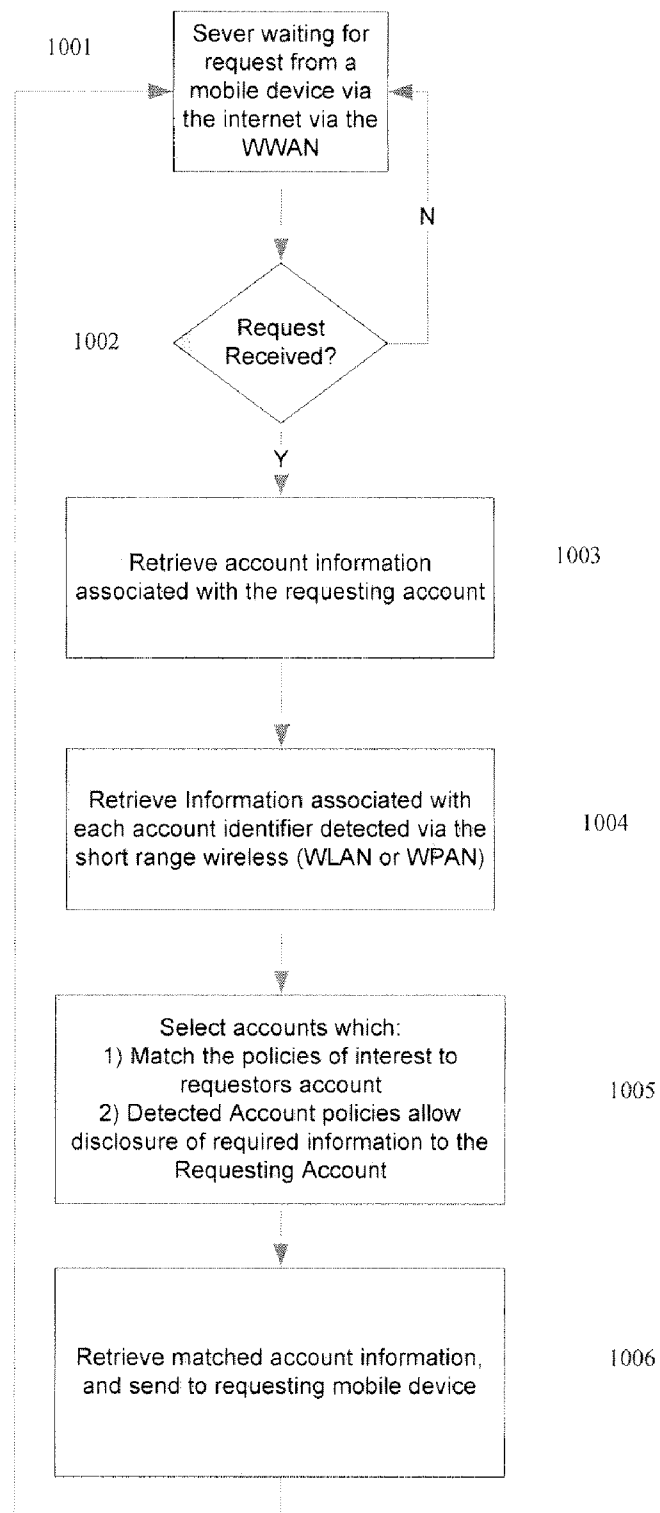 1001
Sever waiting for
request from a
mobile device via
the internet via the
WWAN
N
1002
Request
Received?
Y
1003
Retrieve account information
associated with the requesting account
1004
Retrieve Information associated with
each account identifier detected via the
short range wireless (WLAN or WPAN)
1005
Select accounts which:
1) Match the policies of interest to
requestors account
2) Detected Account policies allow
disclosure of required information to the
Requesting Account
1006
Retrieve matched account information,
and send to requesting mobile device